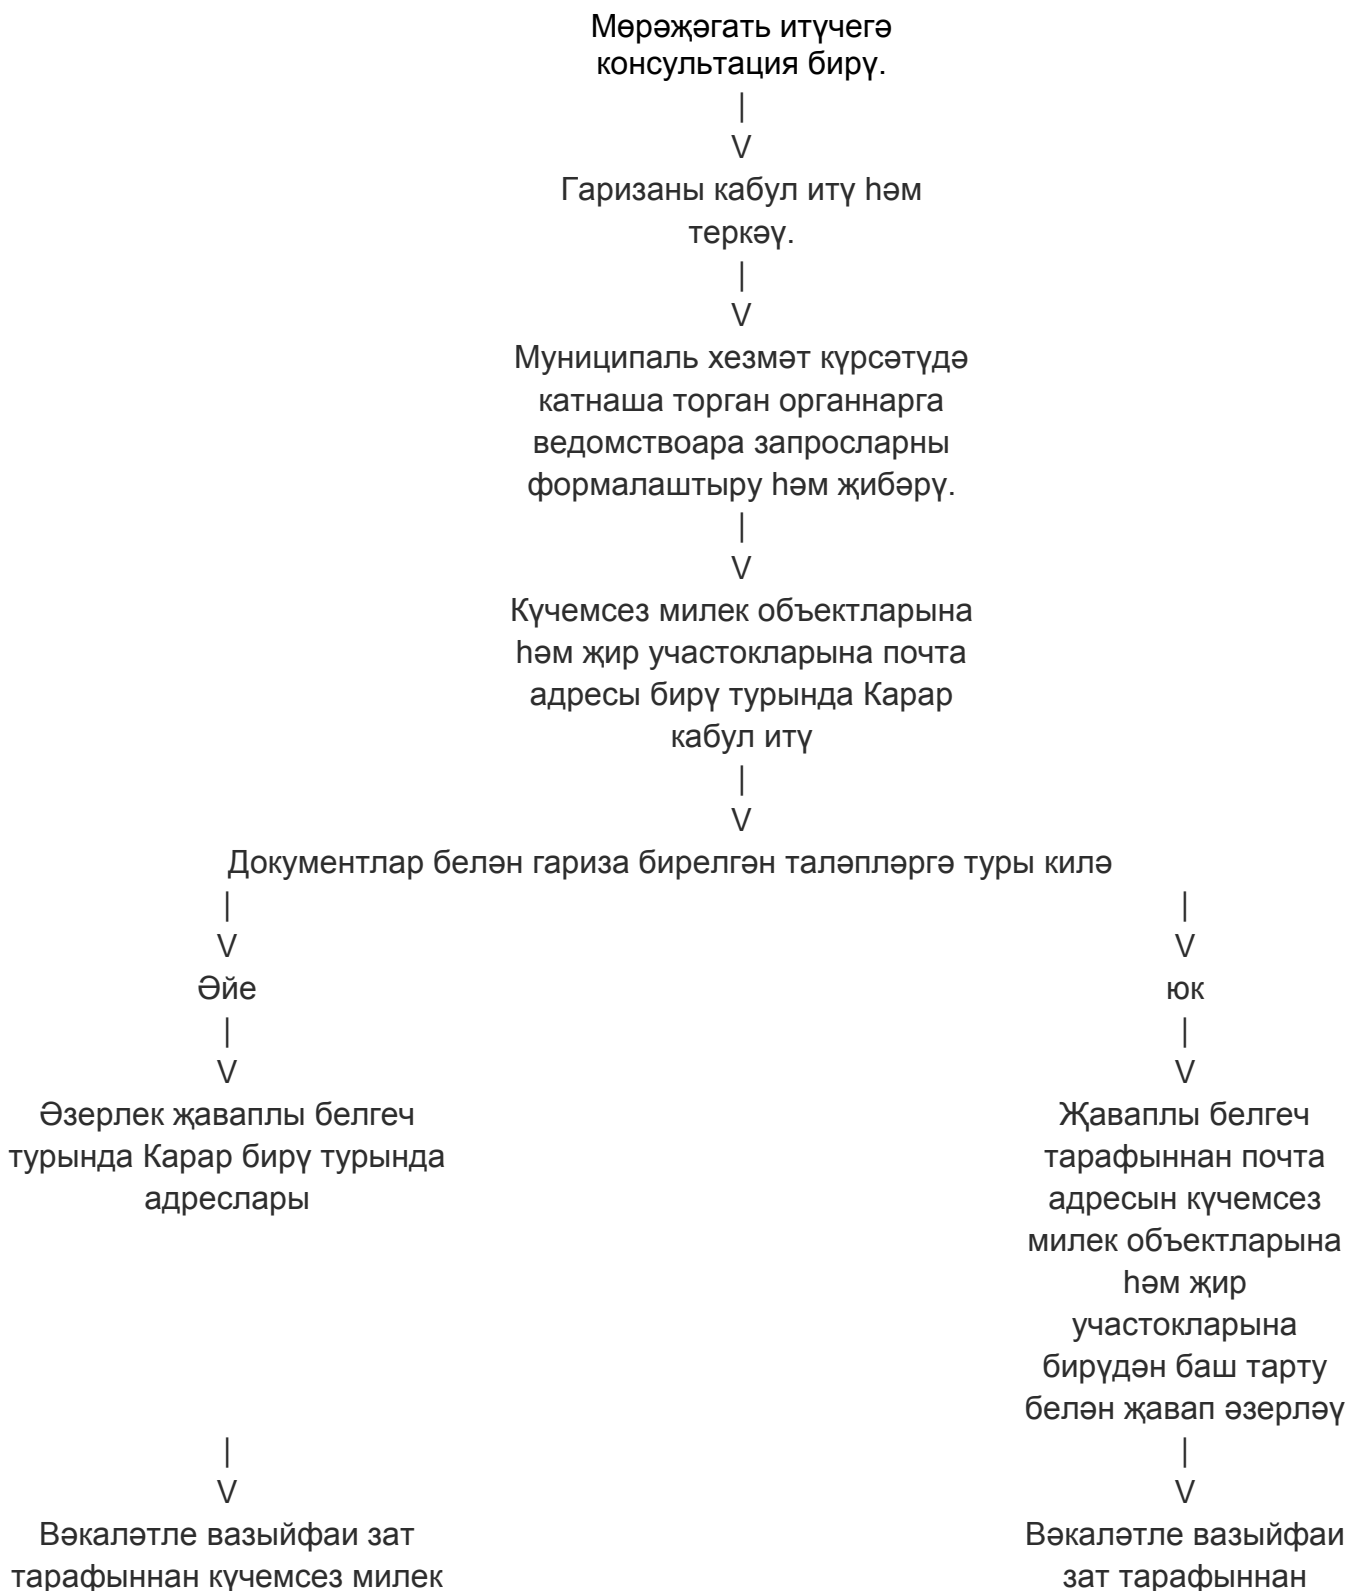 Мөрәҗәгать итүчегә
консультация бирү.
|
V
Гаризаны кабул итү һәм
теркәү.
|
V
Муниципаль хезмәт күрсәтүдә
катнаша торган органнарга
ведомствоара запросларны
формалаштыру һәм җибәрү.
|
V
Күчемсез милек объектларына
һәм җир участокларына почта
адресы бирү турында Карар
кабул итү
|
V
Документлар белән гариза бирелгән таләпләргә туры килә
|
V
Әйе
|
V
Әзерлек җаваплы белгеч
турында Карар бирү турында
адреслары
|
V
Вәкаләтле вазыйфаи зат
тарафыннан күчемсез милек
|
V
юк
|
V
Җаваплы белгеч
тарафыннан почта
адресын күчемсез
милек объектларына
һәм җир
участокларына
бирүдән баш тарту
белән җавап әзерләү
|
V
Вәкаләтле вазыйфаи
зат тарафыннан